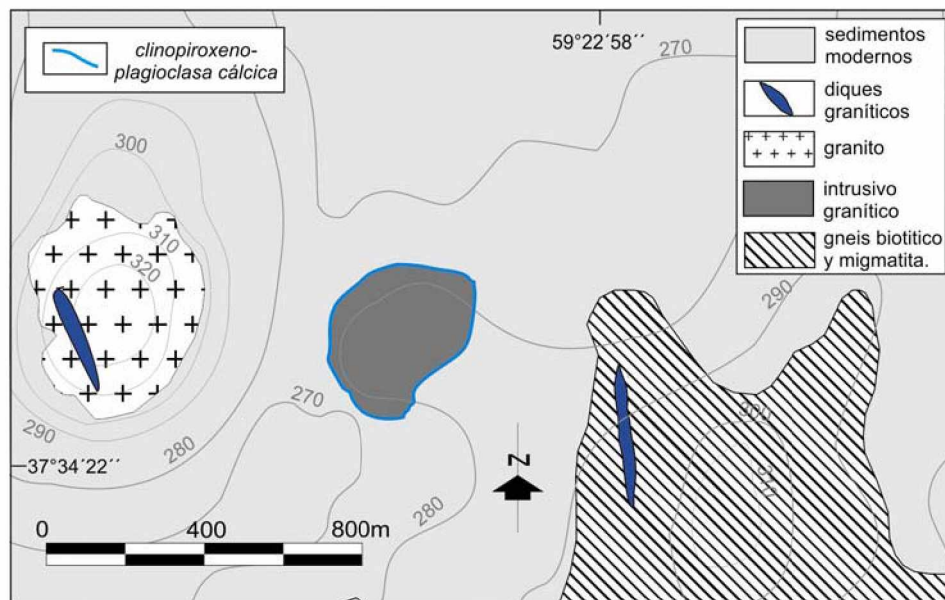 clinopiroxeno-
plagioclasa cálcica
59°22´58´´
270
sedimentos
modernos
diques
graníticos
granito
intrusivo
granítico
gneis biotitico
y migmatita.
300
310
320
290
270
300
310
290
280
37°34´22´´
280
N
0 400 800m